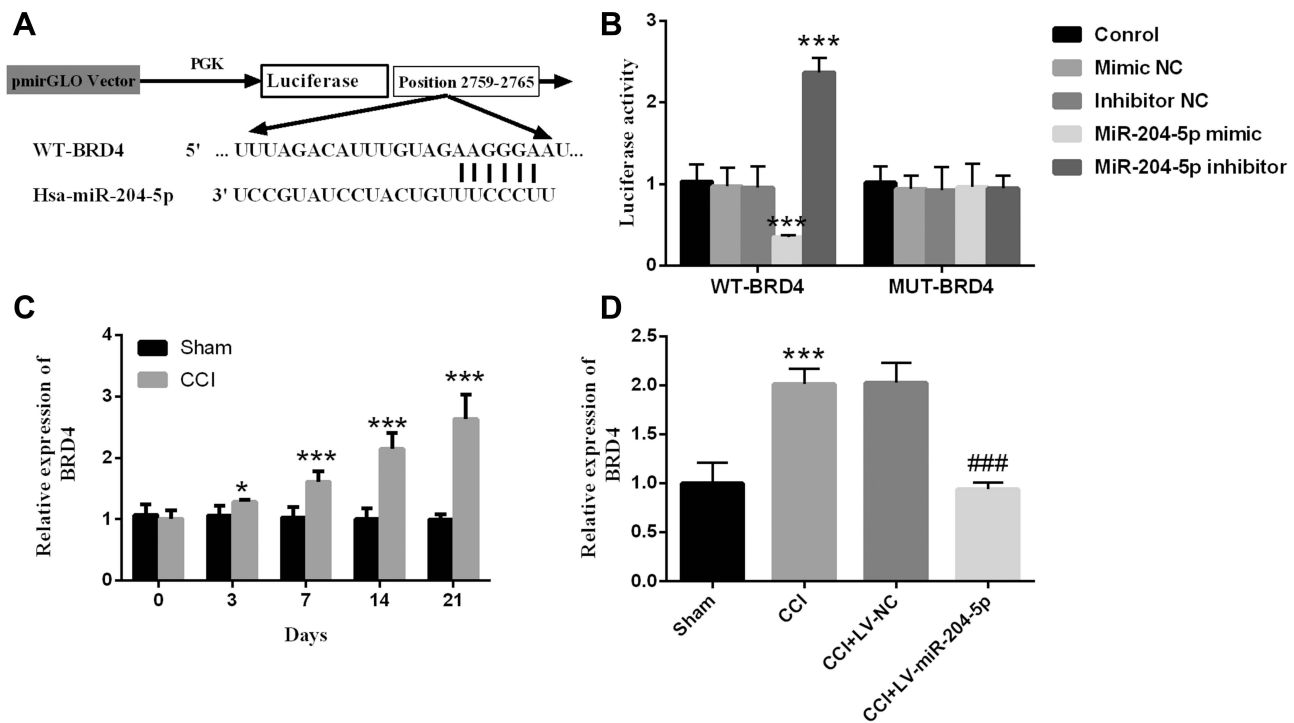 A
PGK
pmirGLO Vector
Luciferase
Position 2759-2765
WT-BRD4 5' ... UUUAGACAUUUGUAGAAGGGAAU...
Hsa-miR-204-5p 3' UCCGUAUCCUACUGUUUCCCUU
B
Luciferase activity
3
2
1
0
***
***
WT-BRD4
MUT-BRD4
Conrol
Mimic NC
Inhibitor NC
MiR-204-5p mimic
MiR-204-5p inhibitor
C
Relative expression of
BRD4
4
3
2
1
0
Sham
CCI
*
***
***
***
0 3 7 14 21
Days
D
Relative expression of
BRD4
2.5
2.0
1.5
1.0
0.5
0.0
***
###
Sham
CCI
CCI+LV-NC
CCI+LV-miR-204-5p